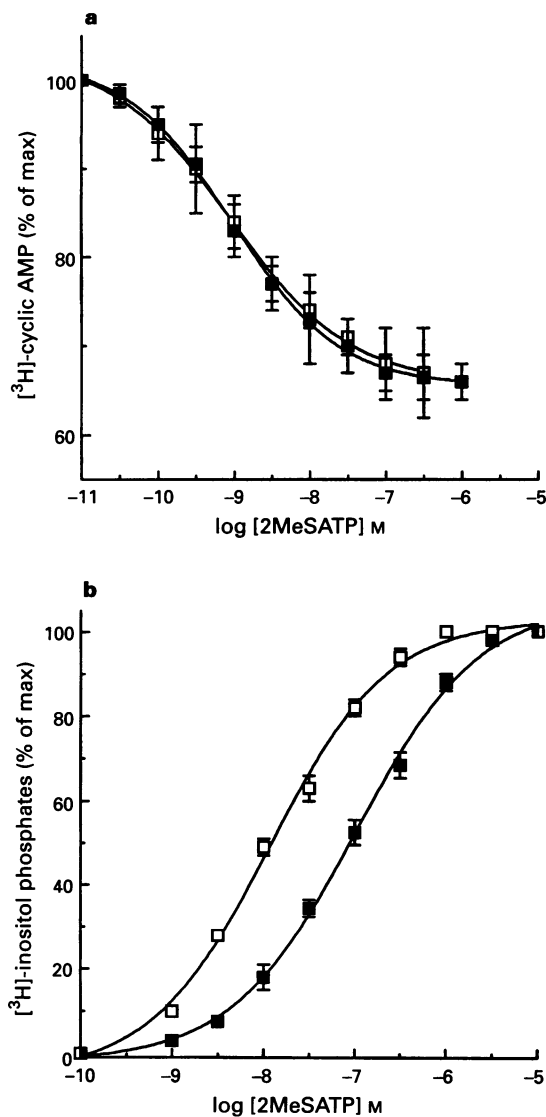 a
[³H]-cyclic AMP (% of max)
100
80
60
−11 −10 −9 −8 −7 −6 −5
log [2MeSATP] M
b
[³H]-inositol phosphates (% of max)
100
80
60
40
20
0
−10 −9 −8 −7 −6 −5
log [2MeSATP] M